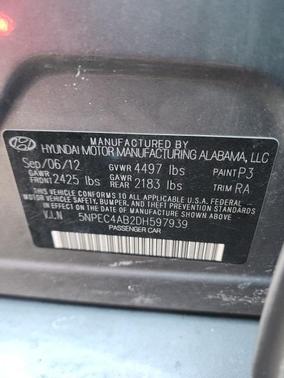 MANUFACTURED BY
HYUNDAI MOTOR MANUFACTURING ALABAMA, LLC
Sep/06/12 GVWR 4497 lbs PAINT P3
GAWR FRONT 2425 lbs GAWR REAR 2183 lbs TRIM RA
THIS VEHICLE CONFORMS TO ALL APPLICABLE U.S.A. FEDERAL
MOTOR VEHICLE SAFETY, BUMPER, AND THEFT PREVENTION
STANDARDS IN EFFECT ON THE DATE OF MANUFACTURE SHOWN ABOVE.
V.I.N 5NPEC4AB2DH597939
PASSENGER CAR